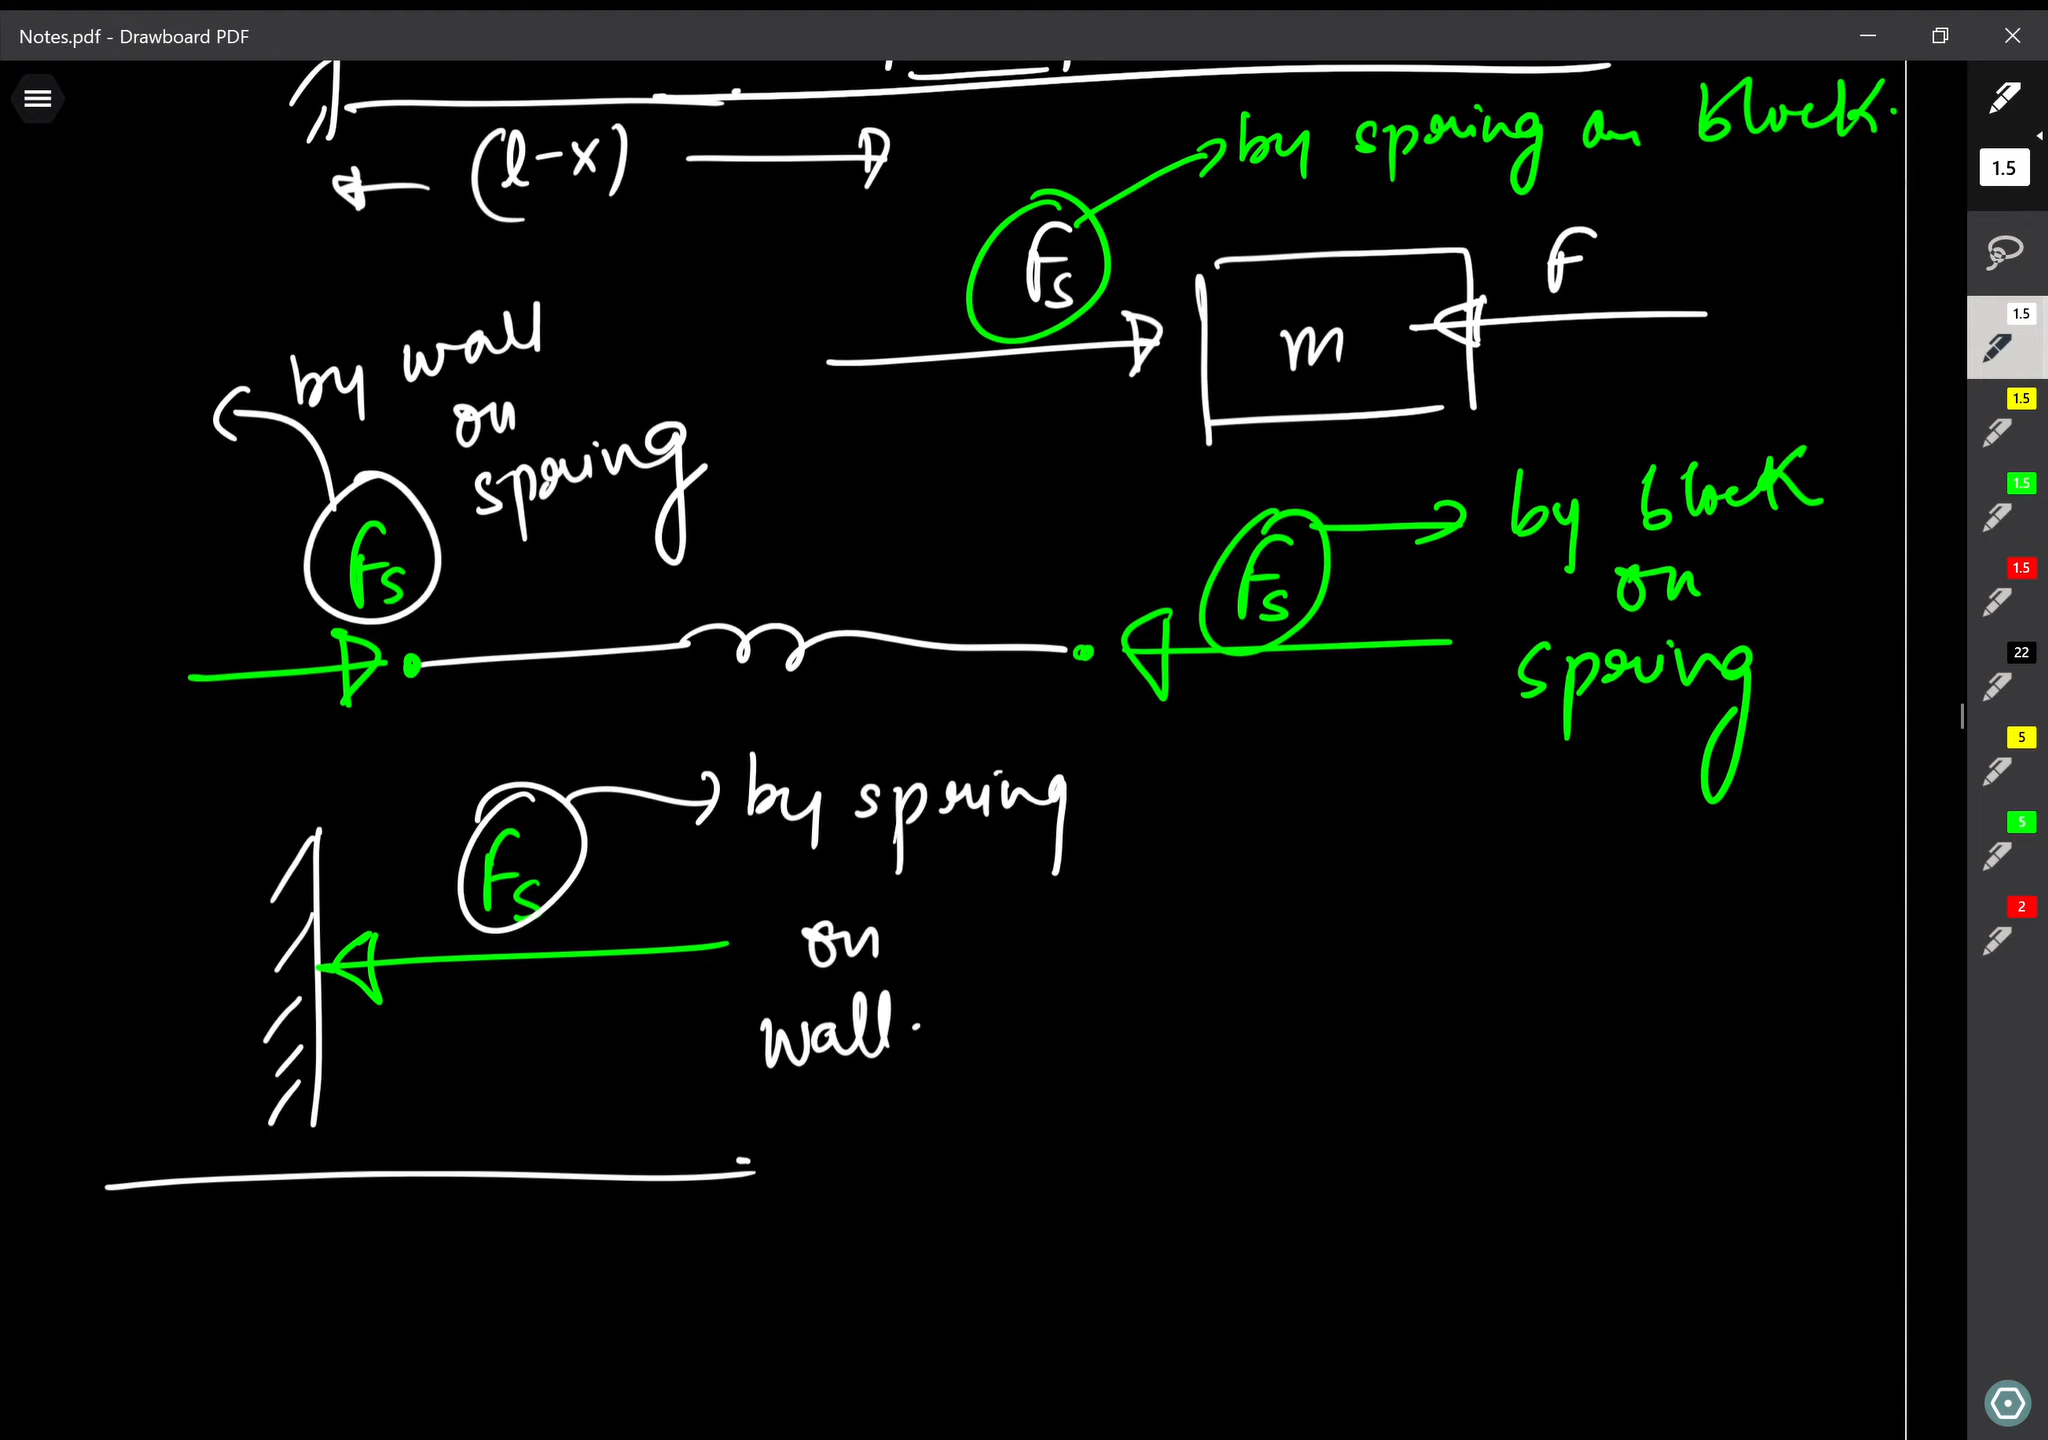 Notes.pdf - Drawboard PDF
(l-x)
by spring on block.
Fs
F
m
by wall
on
spring
Fs
Fs
by block
on
spring
Fs
by spring
on
wall.
1.5
1.5
1.5
1.5
1.5
22
5
5
2